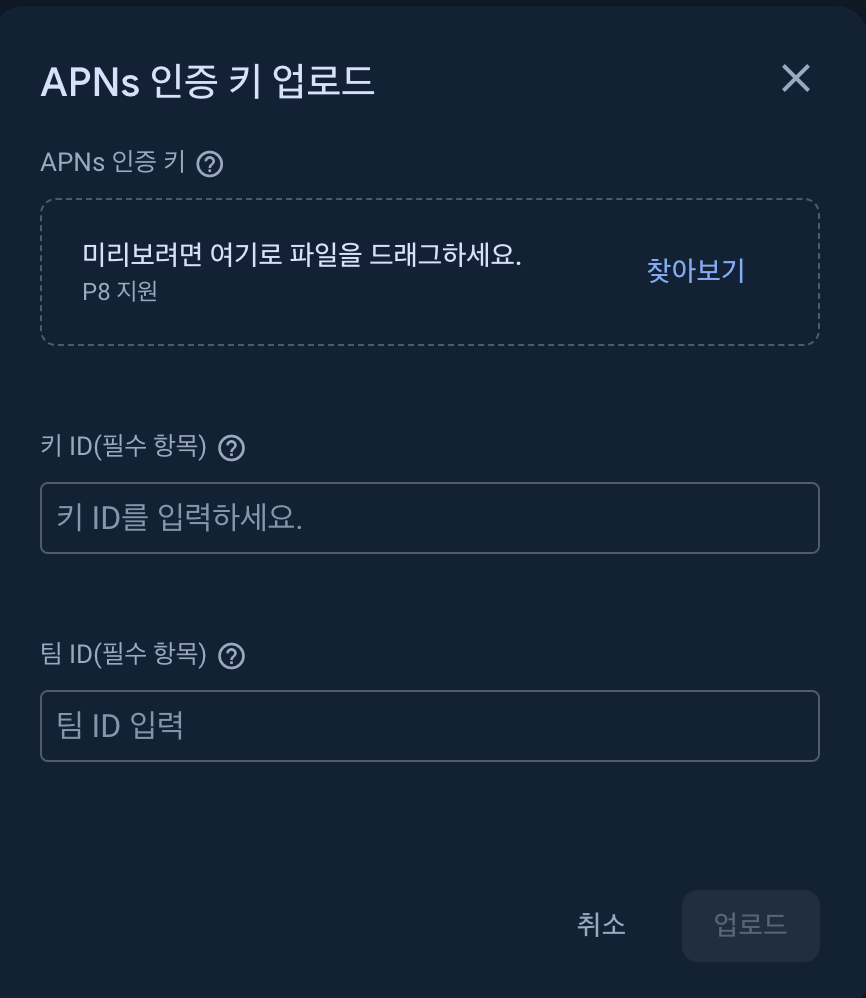 APNs 인증 키 업로드
APNs 인증 키
미리보려면 여기로 파일을 드래그하세요.
P8 지원
찾아보기
키 ID(필수 항목)
키 ID를 입력하세요.
팀 ID(필수 항목)
팀 ID 입력
취소
업로드